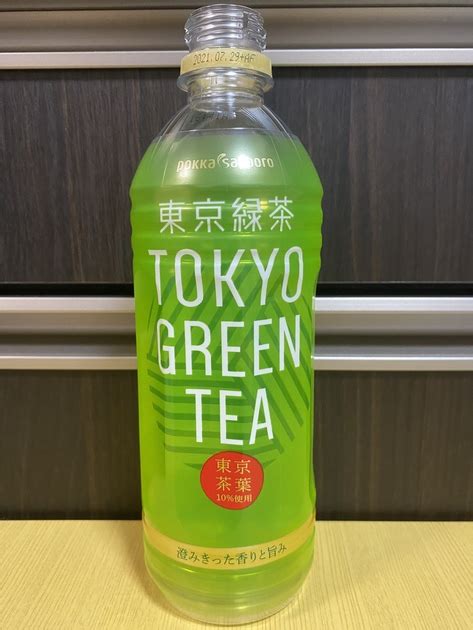 2021.07.29+AF
pokka sapporo
東京緑茶
TOKYO
GREEN
TEA
東京
茶葉
10%使用
澄みきった香りと旨み